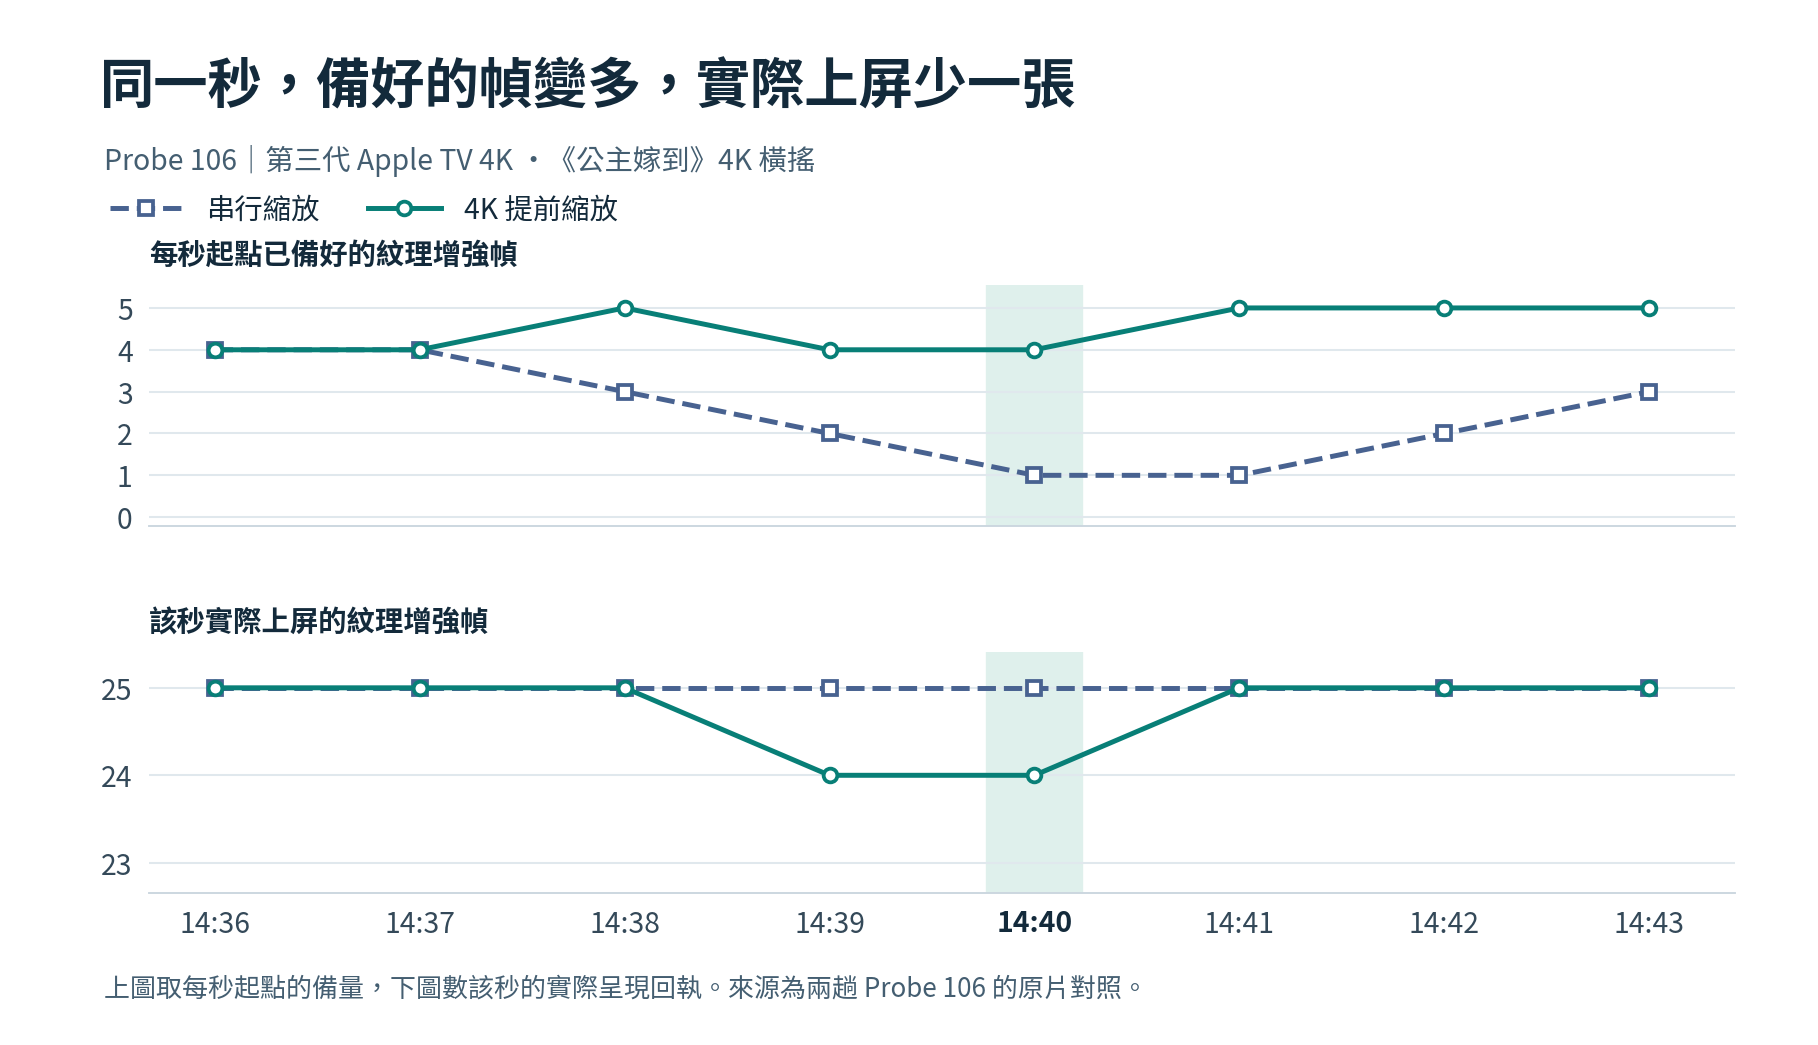 同一秒，備好的幀變多，實際上屏少一張
Probe 106｜第三代 Apple TV 4K・《公主嫁到》4K 橫搖
串行縮放
4K 提前縮放
每秒起點已備好的紋理增強幀
5
4
3
2
1
0
該秒實際上屏的紋理增強幀
25
24
23
14:36 14:37 14:38 14:39 14:40 14:41 14:42 14:43
上圖取每秒起點的備量，下圖數該秒的實際呈現回執。來源為兩趟 Probe 106 的原片對照。